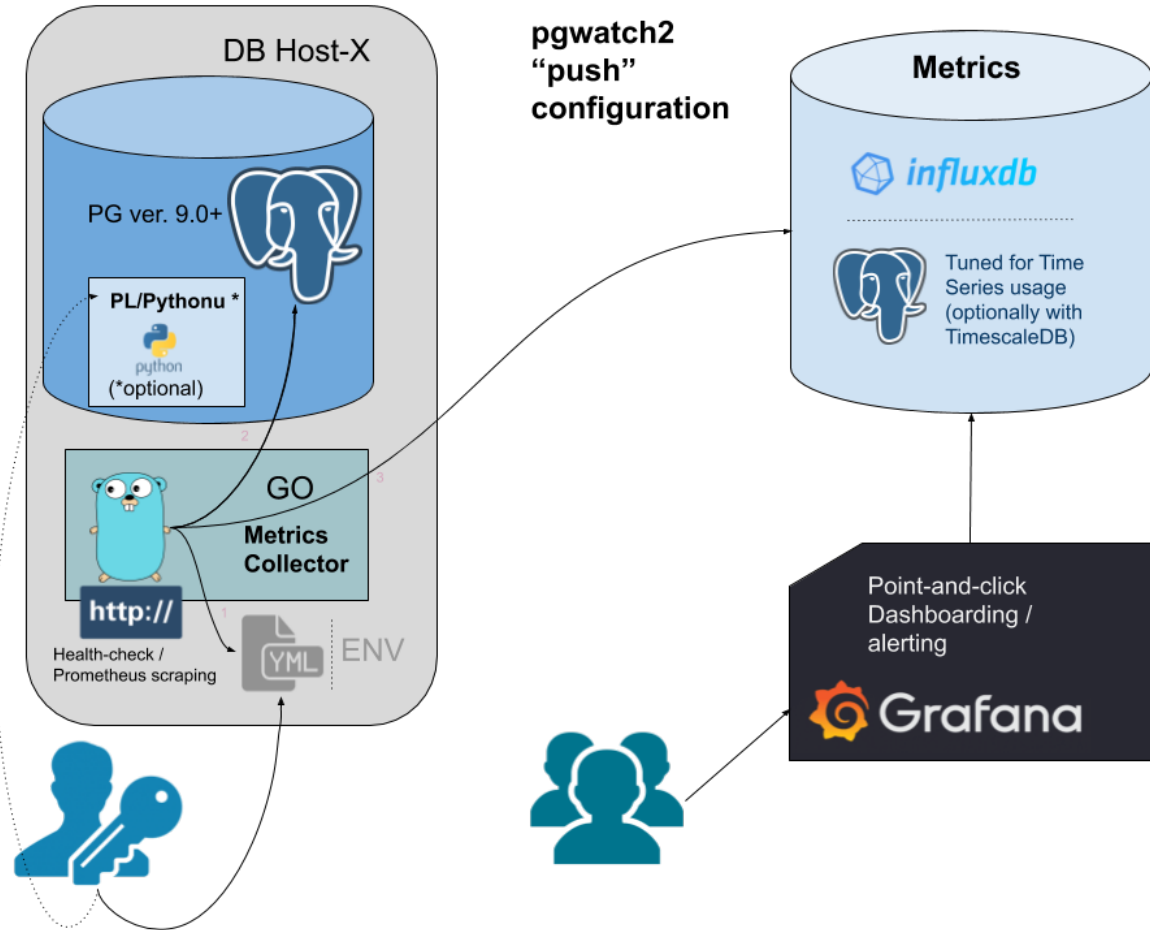 DB Host-X
PG ver. 9.0+
PL/Pythonu *
python
(*optional)
2
GO
3
Metrics
Collector
http://
1
Health-check /
Prometheus scraping
YML
ENV
pgwatch2
“push”
configuration
Metrics
influxdb
Tuned for Time
Series usage
(optionally with
TimescaleDB)
Point-and-click
Dashboarding /
alerting
Grafana